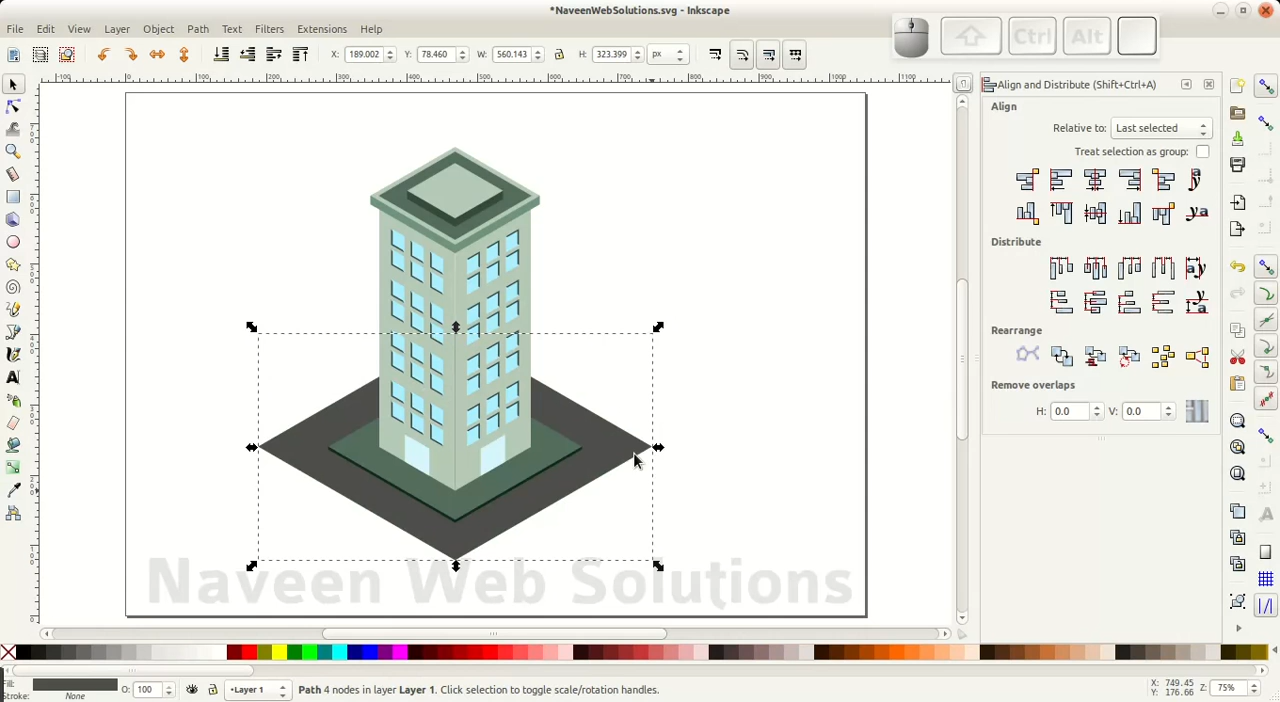 *NaveenWebSolutions.svg - Inkscape
File Edit View Layer Object Path Text Filters Extensions Help
Ctrl Alt
X: 189.002 Y: 78.460 W: 560.143 H: 323.399 px
Align and Distribute (Shift+Ctrl+A)
Align
Relative to: Last selected
Treat selection as group:
Distribute
Rearrange
Remove overlaps
H: 0.0 V: 0.0
Naveen Web Solutions
Fill: O: 100 •Layer 1 Path 4 nodes in layer Layer 1. Click selection to toggle scale/rotation handles. X: 749.45 Z: 75%
Stroke: None Y: 176.66